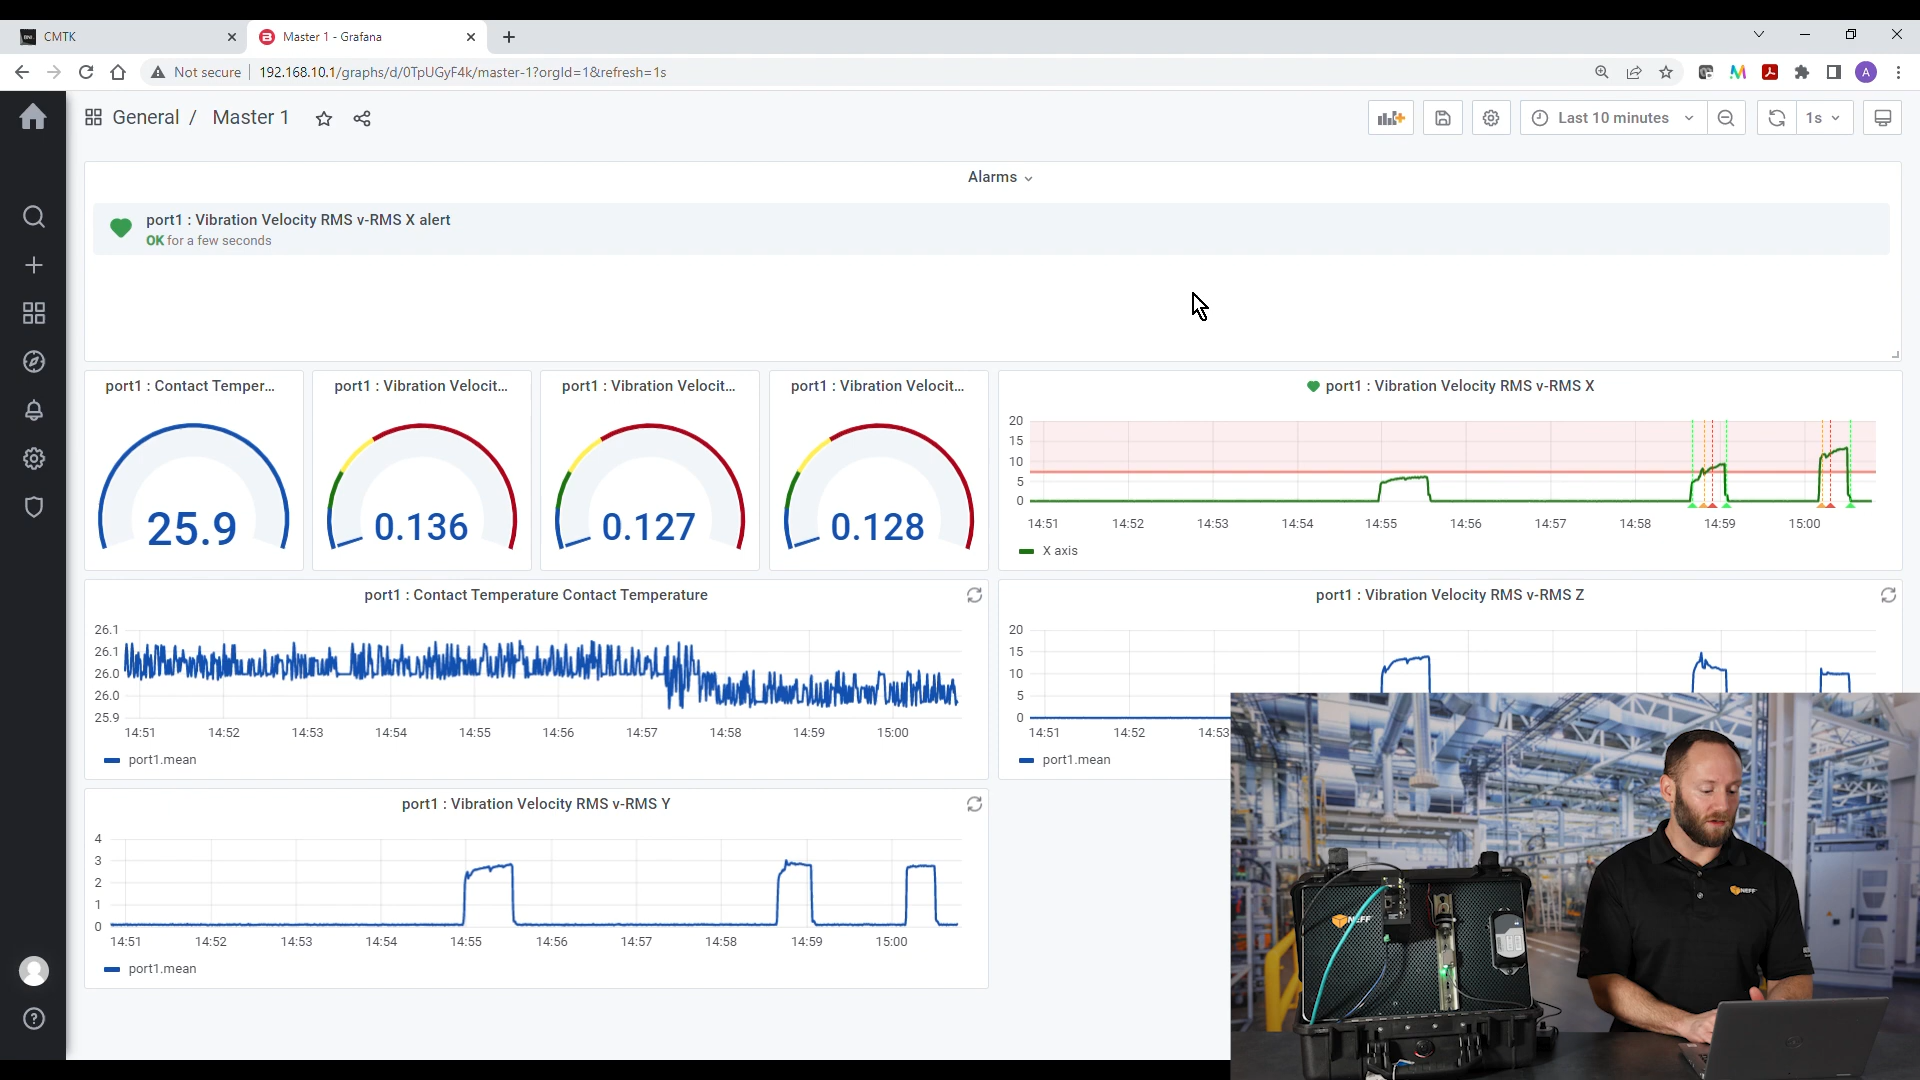 CMTK
Master 1 - Grafana
Not secure
192.168.10.1/graphs/d/0TpUGyF4k/master-1?orgId=1&refresh=1s
A
General / Master 1
Last 10 minutes
1s
Alarms
port1 : Vibration Velocity RMS v-RMS X alert
OK for a few seconds
port1 : Contact Temper...
25.9
port1 : Vibration Velocit...
0.136
port1 : Vibration Velocit...
0.127
port1 : Vibration Velocit...
0.128
port1 : Vibration Velocity RMS v-RMS X
20
15
10
5
0
14:51 14:52 14:53 14:54 14:55 14:56 14:57 14:58 14:59 15:00
X axis
port1 : Contact Temperature Contact Temperature
26.1
26.1
26.0
26.0
25.9
14:51 14:52 14:53 14:54 14:55 14:56 14:57 14:58 14:59 15:00
port1.mean
port1 : Vibration Velocity RMS v-RMS Z
20
15
10
5
0
14:51 14:52 14:53
port1.mean
port1 : Vibration Velocity RMS v-RMS Y
4
3
2
1
0
14:51 14:52 14:53 14:54 14:55 14:56 14:57 14:58 14:59 15:00
port1.mean
NEFF
NEFF